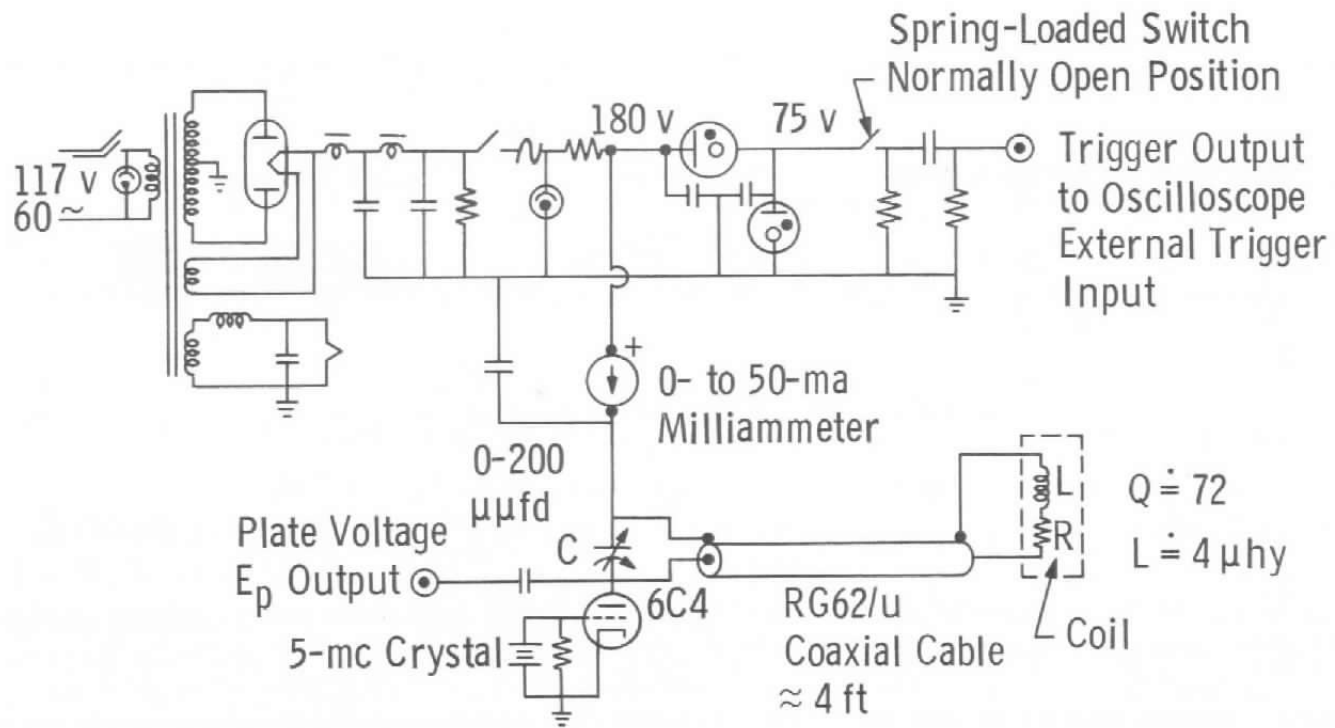 Spring-Loaded Switch
Normally Open Position
180 v
75 v
117 v
60 ~
Trigger Output
to Oscilloscope
External Trigger
Input
+
0- to 50-ma
Milliammeter
0-200
μμfd
Plate Voltage
Ep Output
C
6C4
5-mc Crystal
RG62/u
Coaxial Cable
≈ 4 ft
L
R
Coil
Q ≐ 72
L ≐ 4 μhy